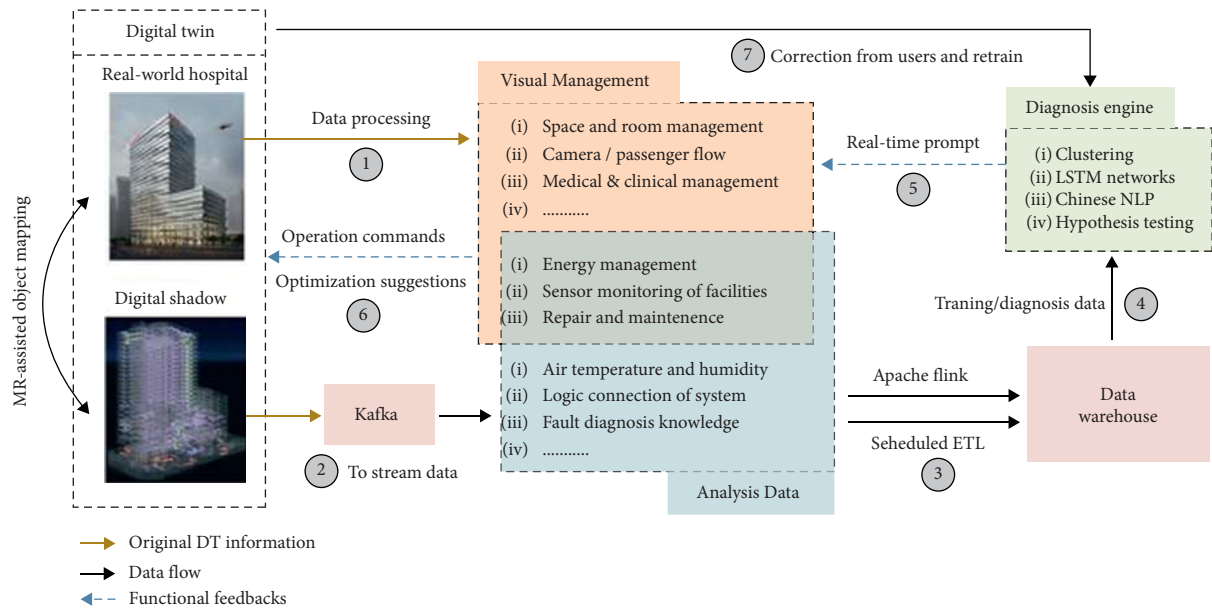 Digital twin
Real-world hospital
Digital shadow
MR-assisted object mapping
Data processing
1
Operation commands
Optimization suggestions
6
Kafka
2 To stream data
Visual Management
(i) Space and room management
(ii) Camera / passenger flow
(iii) Medical & clinical management
(iv) ...........
(i) Energy management
(ii) Sensor monitoring of facilities
(iii) Repair and maintenence
(i) Air temperature and humidity
(ii) Logic connection of system
(iii) Fault diagnosis knowledge
(iv) ...........
Analysis Data
7 Correction from users and retrain
Real-time prompt
5
Diagnosis engine
(i) Clustering
(ii) LSTM networks
(iii) Chinese NLP
(iv) Hypothesis testing
Traning/diagnosis data 4
Apache flink
Seheduled ETL
3
Data
warehouse
Original DT information
Data flow
Functional feedbacks